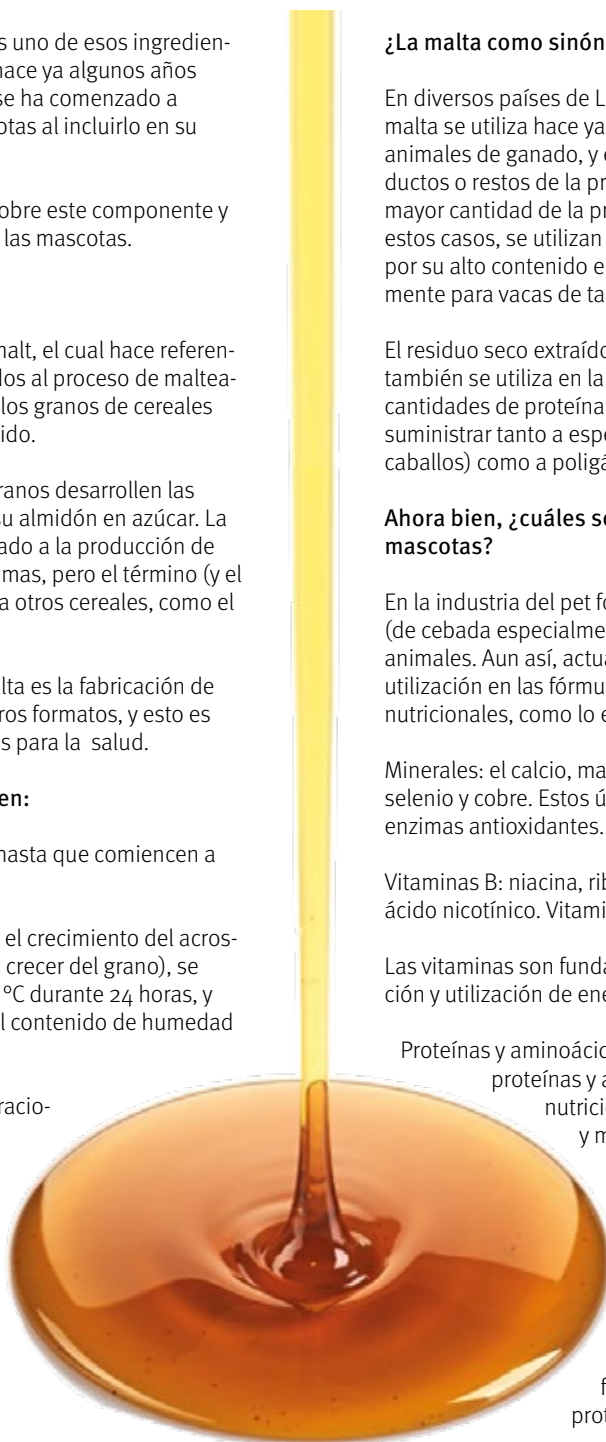 s uno de esos ingredien-
hace ya algunos años
se ha comenzado a
otas al incluirlo en su
obre este componente y
las mascotas.
malt, el cual hace referen-
dos al proceso de maltea-
los granos de cereales
ido.
ranos desarrollen las
su almidón en azúcar. La
ado a la producción de
mas, pero el término (y el
a otros cereales, como el
lta es la fabricación de
ros formatos, y esto es
s para la salud.
en:
hasta que comiencen a
el crecimiento del acros-
crecer del grano), se
°C durante 24 horas, y
l contenido de humedad
racio-
¿La malta como sinón
En diversos países de L
malta se utiliza hace ya
animales de ganado, y e
ductos o restos de la pr
mayor cantidad de la pr
estos casos, se utilizan
por su alto contenido e
mente para vacas de ta
El residuo seco extraído
también se utiliza en la
cantidades de proteína
suministrar tanto a espe
caballos) como a poligá
Ahora bien, ¿cuáles so
mascotas?
En la industria del pet fo
(de cebada especialme
animales. Aun así, actua
utilización en las fórmu
nutricionales, como lo e
Minerales: el calcio, ma
selenio y cobre. Estos ú
enzimas antioxidantes.
Vitaminas B: niacina, rib
ácido nicotínico. Vitami
Las vitaminas son funda
ción y utilización de ene
Proteínas y aminoácid
proteínas y a
nutricio
y m
f
prot